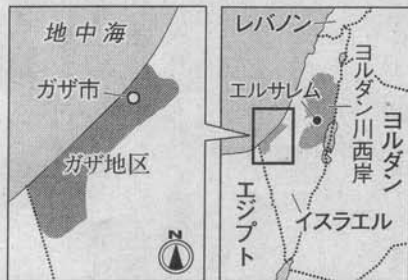 地中海
ガザ市
ガザ地区
N
レバノン
エルサレム
ヨルダン川西岸
ヨルダン
エジプト
イスラエル